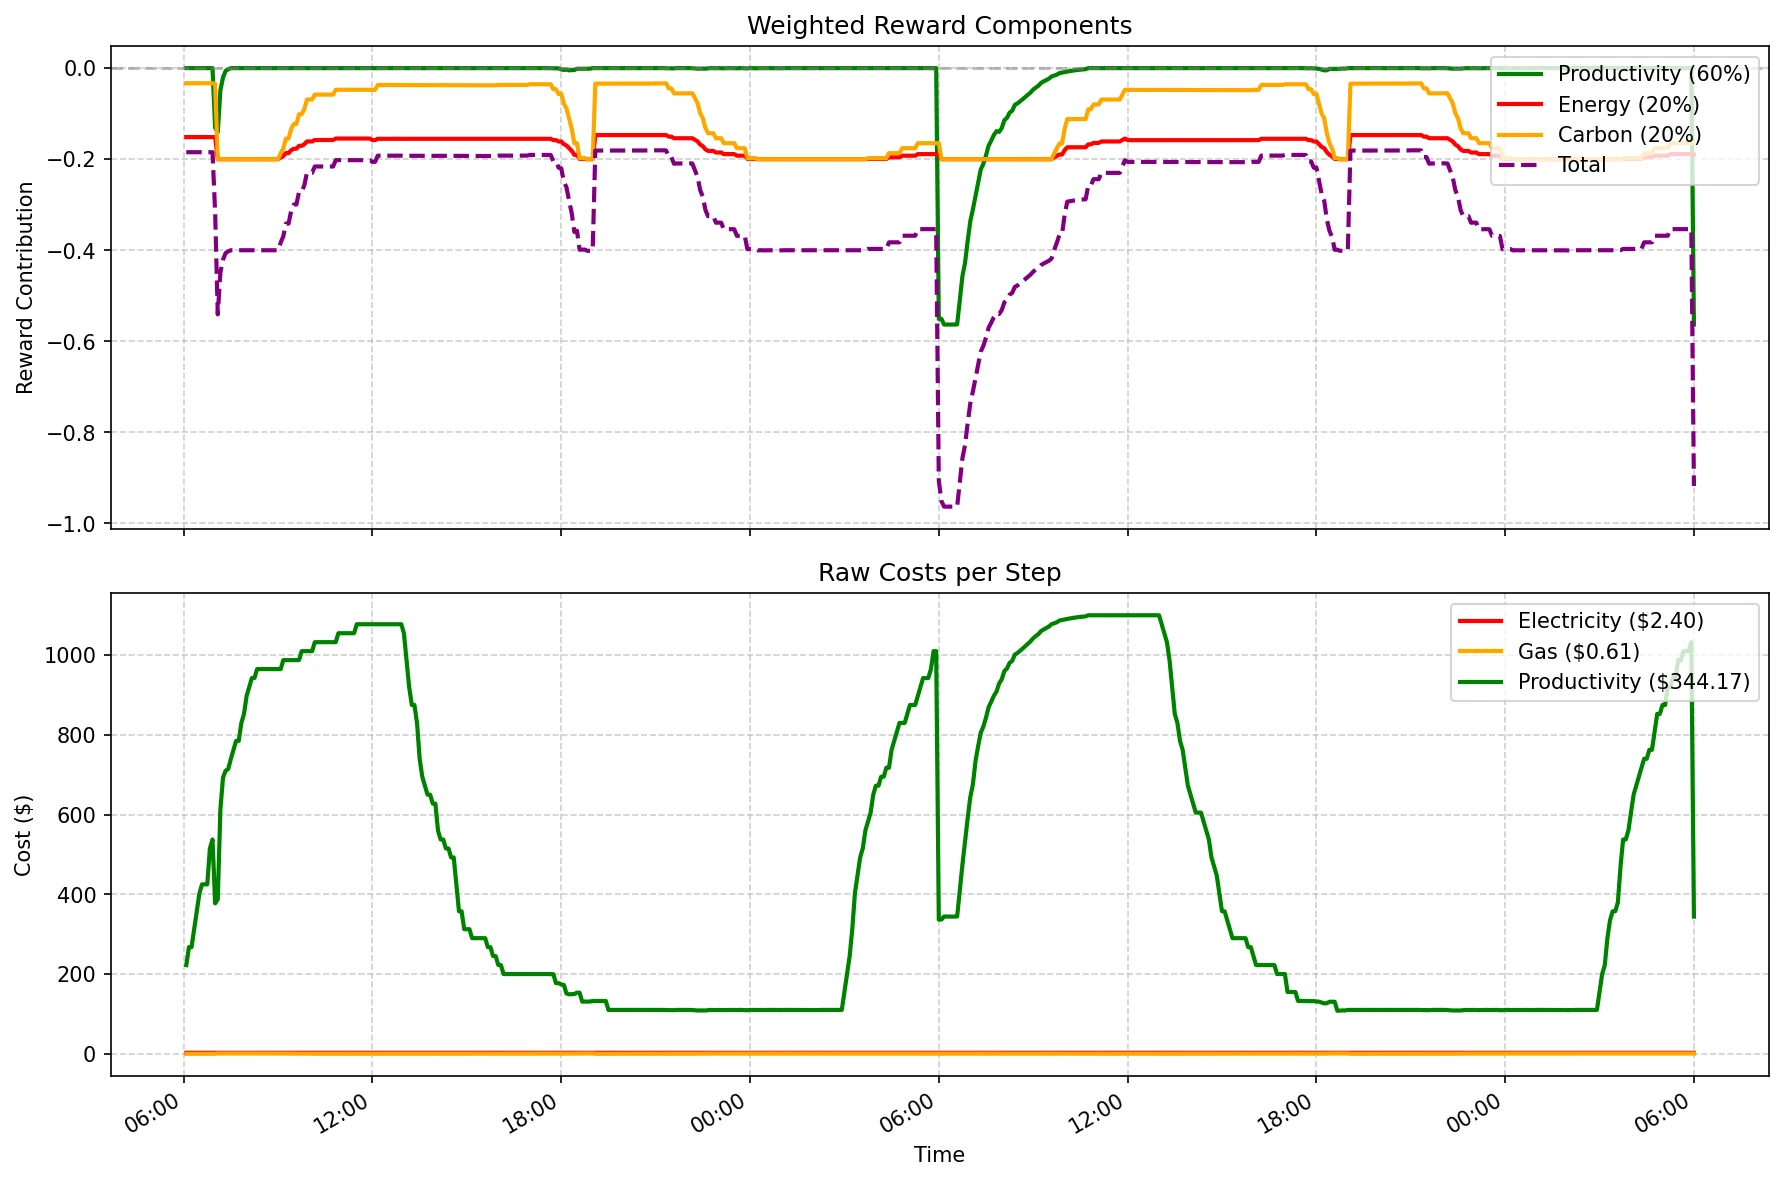 Weighted Reward Components
Reward Contribution
0.0
−0.2
−0.4
−0.6
−0.8
−1.0
Productivity (60%)
Energy (20%)
Carbon (20%)
Total
Raw Costs per Step
Cost ($)
1000
800
600
400
200
0
Electricity ($2.40)
Gas ($0.61)
Productivity ($344.17)
06:00
12:00
18:00
00:00
06:00
12:00
18:00
00:00
06:00
Time